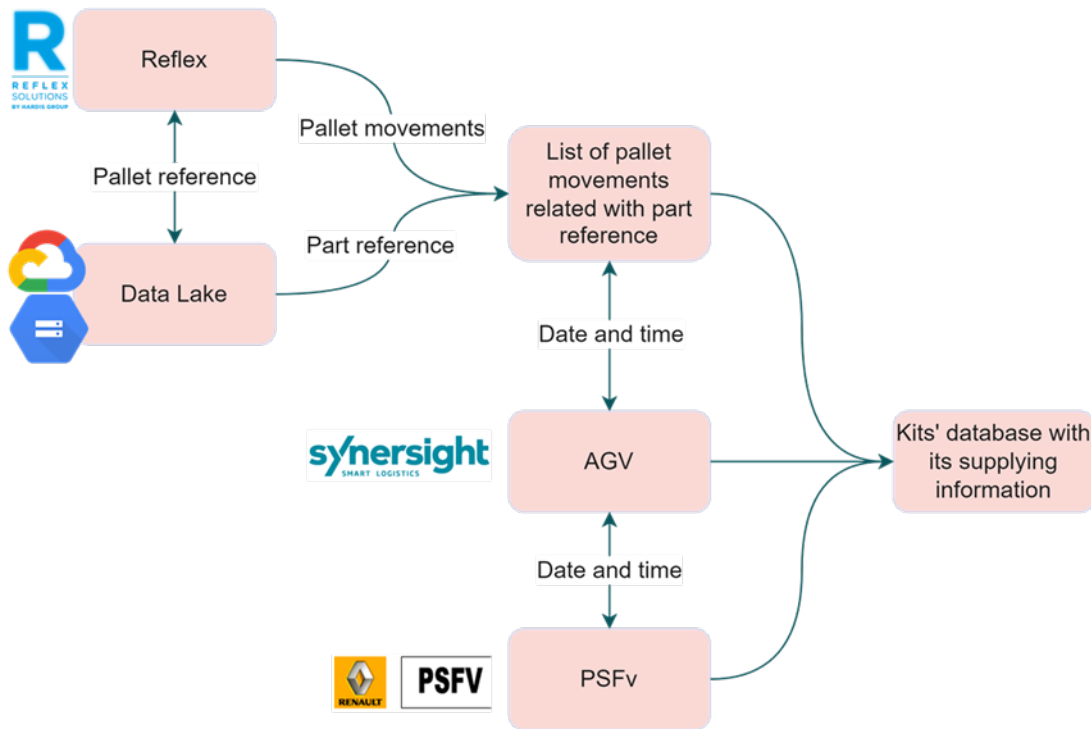 R
REFLEX
SOLUTIONS
BY HARDIS GROUP
Reflex
Pallet movements
Pallet reference
Part reference
Data Lake
List of pallet
movements
related with part
reference
Date and time
synersight
SMART LOGISTICS
AGV
Kits' database with
its supplying
information
Date and time
RENAULT
PSFV
PSFv